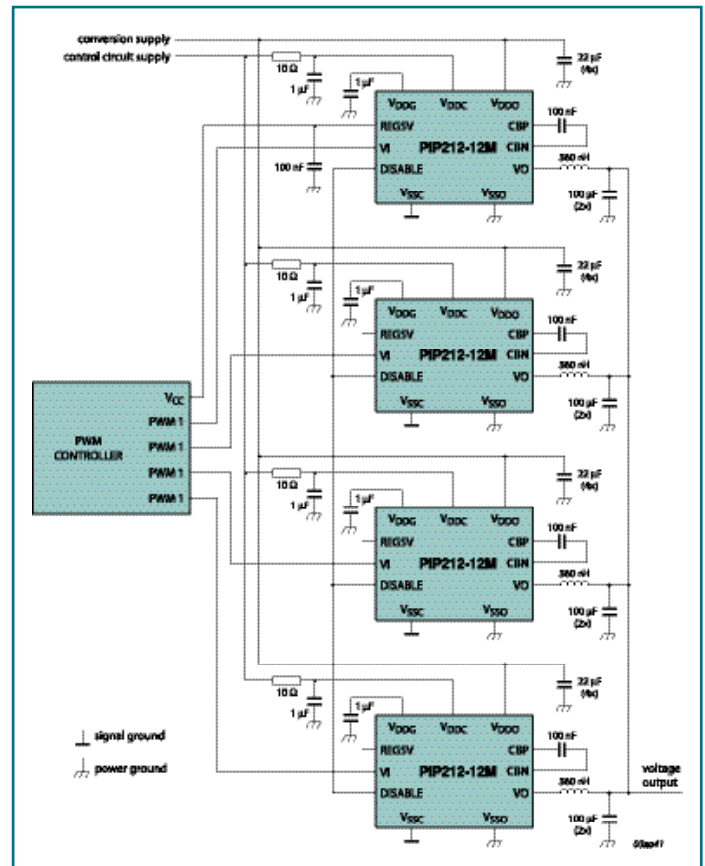 conversion supply
control circuit supply
10 Ω
1 µF
1 µF
22 µF
(4x)
VDDG VDDC VDDO
REG5V CBP
100 nF
VI PIP212-12M CBN
360 nH
100 nF
DISABLE VO
VSSC VSSO
100 µF
(2x)
10 Ω
1 µF
1 µF
22 µF
(4x)
VDDG VDDC VDDO
REG5V CBP
100 nF
VI PIP212-12M CBN
360 nH
DISABLE VO
VSSC VSSO
100 µF
(2x)
VCC
PWM 1
PWM
CONTROLLER
PWM 1
PWM 1
PWM 1
10 Ω
1 µF
1 µF
22 µF
(4x)
VDDG VDDC VDDO
REG5V CBP
100 nF
VI PIP212-12M CBN
360 nH
DISABLE VO
VSSC VSSO
100 µF
(2x)
10 Ω
1 µF
1 µF
22 µF
(4x)
VDDG VDDC VDDO
REG5V CBP
100 nF
VI PIP212-12M CBN
360 nH
DISABLE VO
VSSC VSSO
100 µF
(2x)
signal ground
power ground
voltage
output